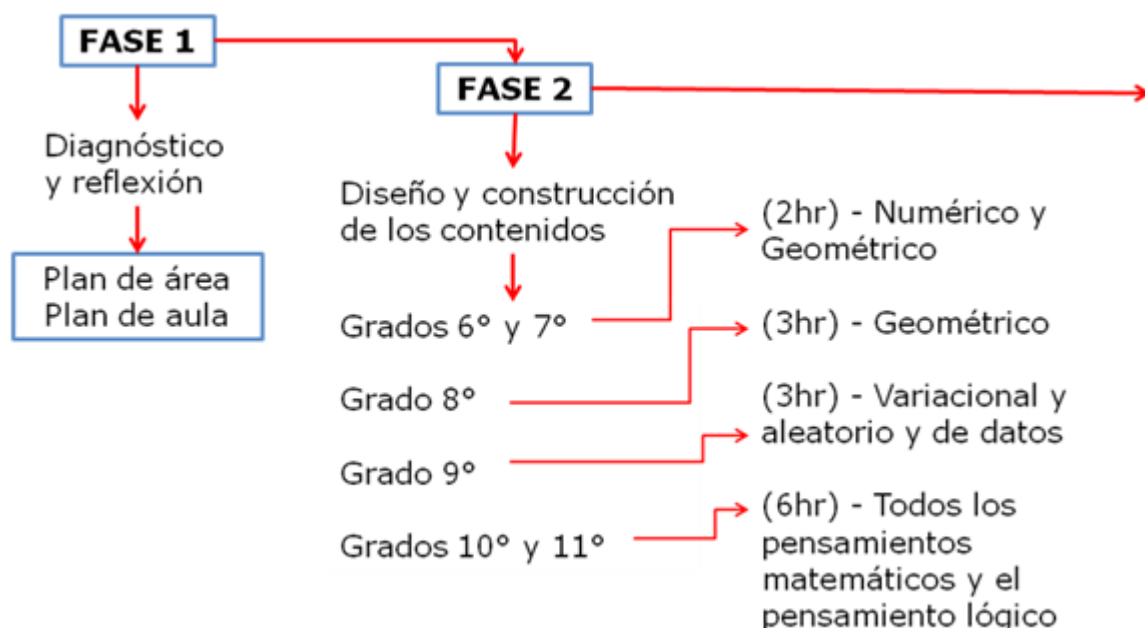 FASE 1
Diagnóstico
y reflexión
Plan de área
Plan de aula
FASE 2
Diseño y construcción
de los contenidos
Grados 6° y 7°
(2hr) - Numérico y
Geométrico
Grado 8°
(3hr) - Geométrico
Grado 9°
(3hr) - Variacional y
aleatorio y de datos
Grados 10° y 11°
(6hr) - Todos los
pensamientos
matemáticos y el
pensamiento lógico